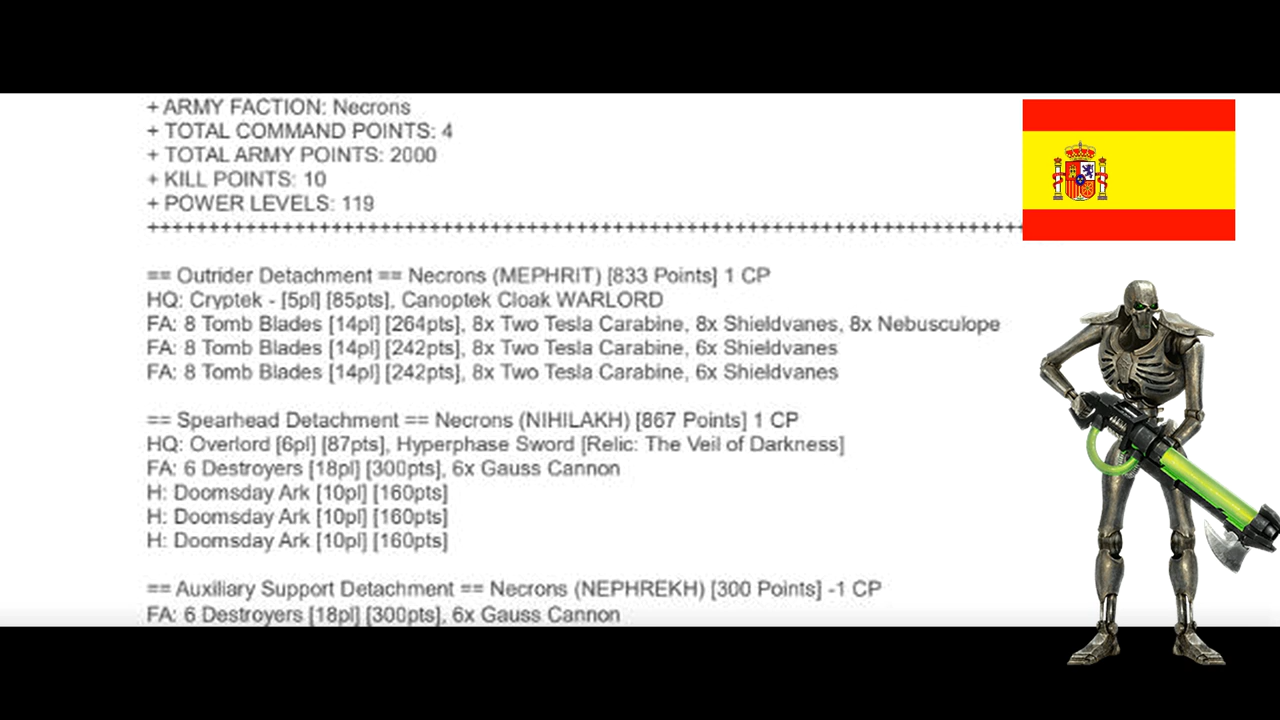 + ARMY FACTION: Necrons
+ TOTAL COMMAND POINTS: 4
+ TOTAL ARMY POINTS: 2000
+ KILL POINTS: 10
+ POWER LEVELS: 119
++++++++++++++++++++++++++++++++++++++++++++++++++++++++++++++++++++++
== Outrider Detachment == Necrons (MEPHRIT) [833 Points] 1 CP
HQ: Cryptek - [5pl] [85pts], Canoptek Cloak WARLORD
FA: 8 Tomb Blades [14pl] [264pts], 8x Two Tesla Carabine, 8x Shieldvanes, 8x Nebusculope
FA: 8 Tomb Blades [14pl] [242pts], 8x Two Tesla Carabine, 6x Shieldvanes
FA: 8 Tomb Blades [14pl] [242pts], 8x Two Tesla Carabine, 6x Shieldvanes
== Spearhead Detachment == Necrons (NIHILAKH) [867 Points] 1 CP
HQ: Overlord [6pl] [87pts], Hyperphase Sword [Relic: The Veil of Darkness]
FA: 6 Destroyers [18pl] [300pts], 6x Gauss Cannon
H: Doomsday Ark [10pl] [160pts]
H: Doomsday Ark [10pl] [160pts]
H: Doomsday Ark [10pl] [160pts]
== Auxiliary Support Detachment == Necrons (NEPHREKH) [300 Points] -1 CP
FA: 6 Destroyers [18pl] [300pts], 6x Gauss Cannon